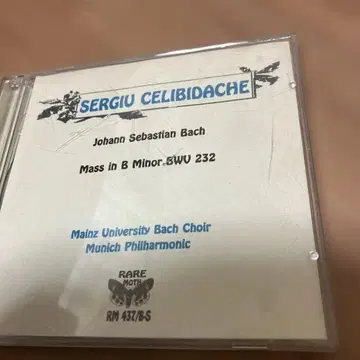 SERGIU CELIBIDACHE
Johann Sebastian Bach
Mass in B Minor.BWV 232
Mainz University Bach Choir
Munich Philharmonic
RARE
MOTH
RM 437/8-S